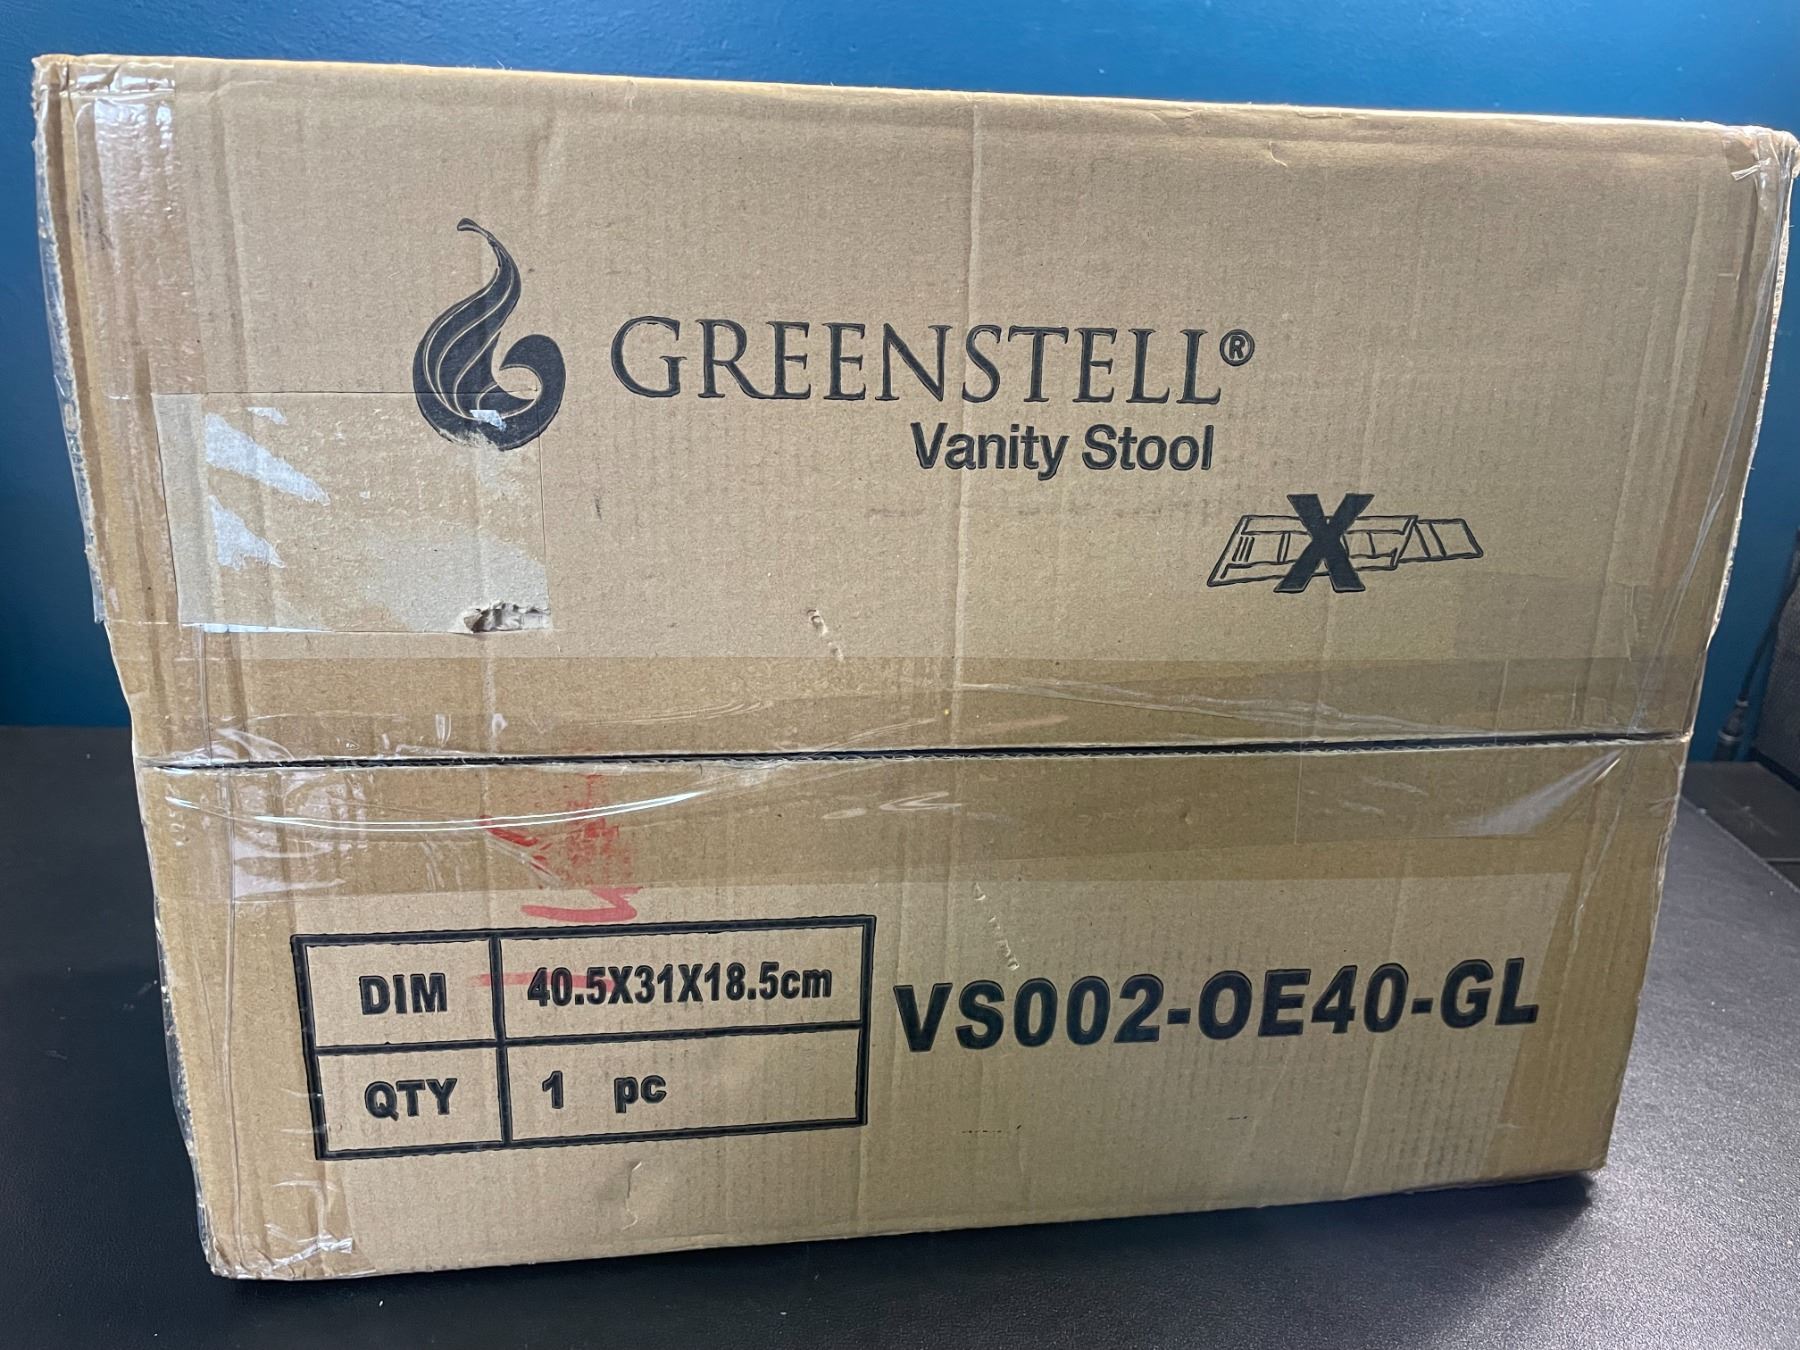 GREENSTELL®
Vanity Stool
X
DIM 40.5X31X18.5cm
QTY 1 pc
VS002-OE40-GL